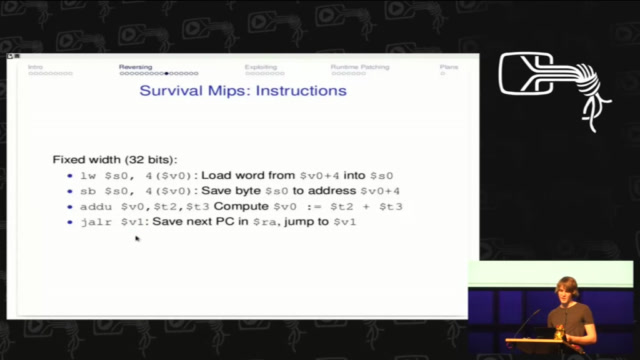 Intro Reversing Exploiting Runtime Patching Plans
Survival Mips: Instructions
Fixed width (32 bits):
lw $s0, 4($v0): Load word from $v0+4 into $s0
sb $s0, 4($v0): Save byte $s0 to address $v0+4
addu $v0,$t2,$t3 Compute $v0 := $t2 + $t3
jalr $v1: Save next PC in $ra, jump to $v1